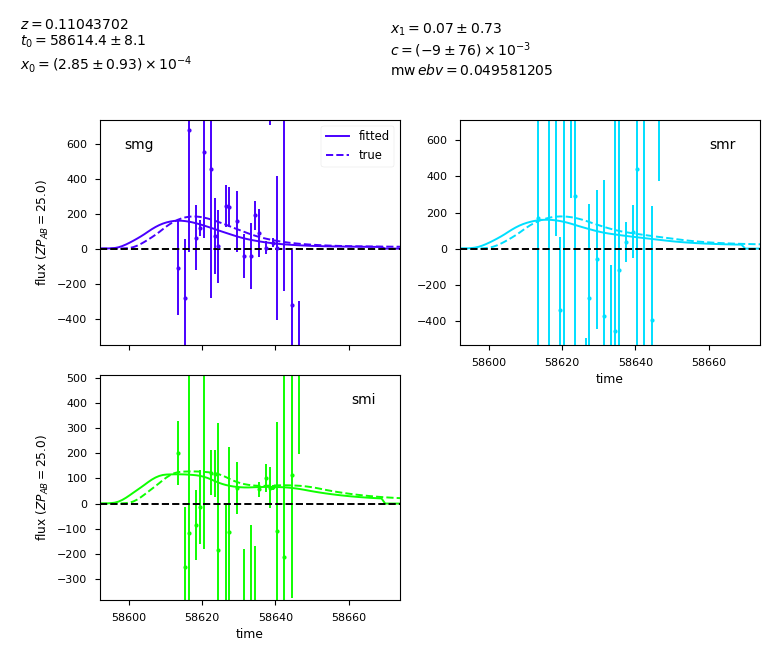 z = 0.11043702
t₀ = 58614.4 ± 8.1
x₀ = (2.85 ± 0.93) × 10⁻⁴
x₁ = 0.07 ± 0.73
c = (−9 ± 76) × 10⁻³
mw ebv = 0.049581205
smg
fitted
true
600
400
200
0
−200
−400
flux (ZP_AB = 25.0)
smr
600
400
200
0
−200
−400
58600 58620 58640 58660
time
smi
500
400
300
200
100
0
−100
−200
−300
flux (ZP_AB = 25.0)
58600 58620 58640 58660
time